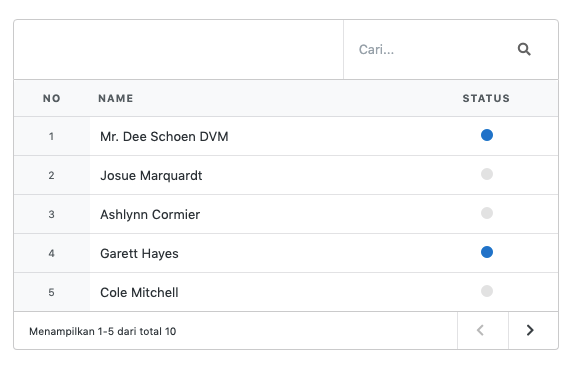 Cari...
NO NAME STATUS
1 Mr. Dee Schoen DVM
2 Josue Marquardt
3 Ashlynn Cormier
4 Garett Hayes
5 Cole Mitchell
Menampilkan 1-5 dari total 10